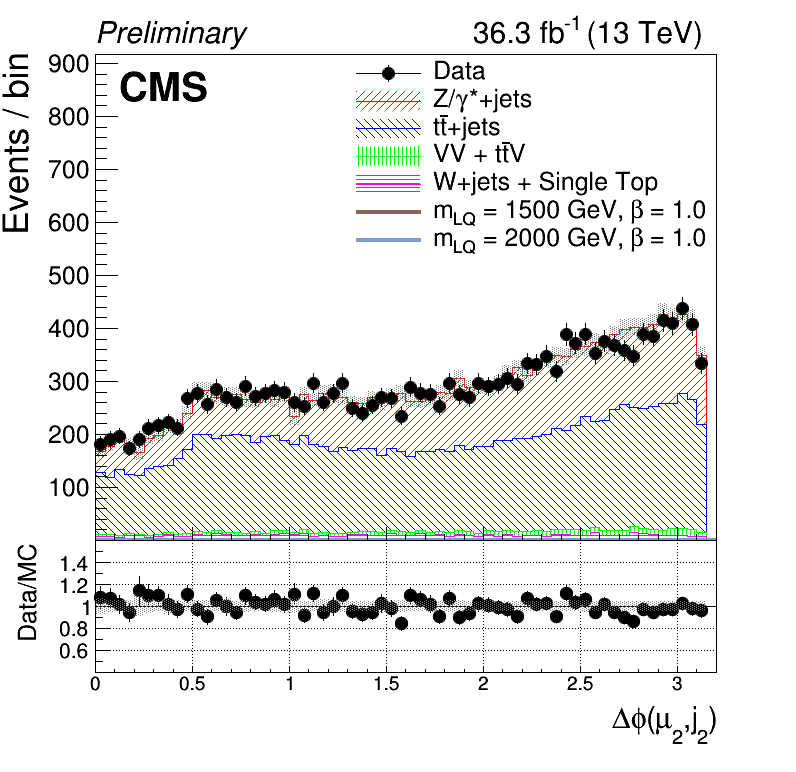 Preliminary 36.3 fb⁻¹ (13 TeV)
CMS
Data
Z/γ*+jets
tt̄+jets
VV + tt̄V
W+jets + Single Top
m_LQ = 1500 GeV, β = 1.0
m_LQ = 2000 GeV, β = 1.0
Events / bin
900
800
700
600
500
400
300
200
100
Data/MC
1.4
1.2
1
0.8
0.6
0 0.5 1 1.5 2 2.5 3
Δϕ(μ₂,j₂)